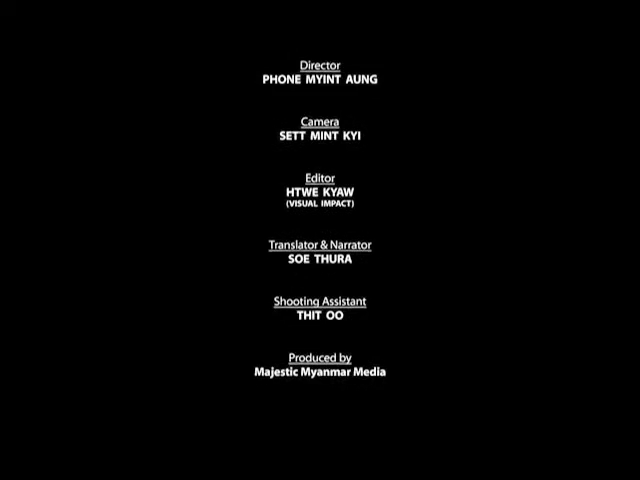 Director
PHONE MYINT AUNG
Camera
SETT MINT KYI
Editor
HTWE KYAW
(VISUAL IMPACT)
Translator & Narrator
SOE THURA
Shooting Assistant
THIT OO
Produced by
Majestic Myanmar Media